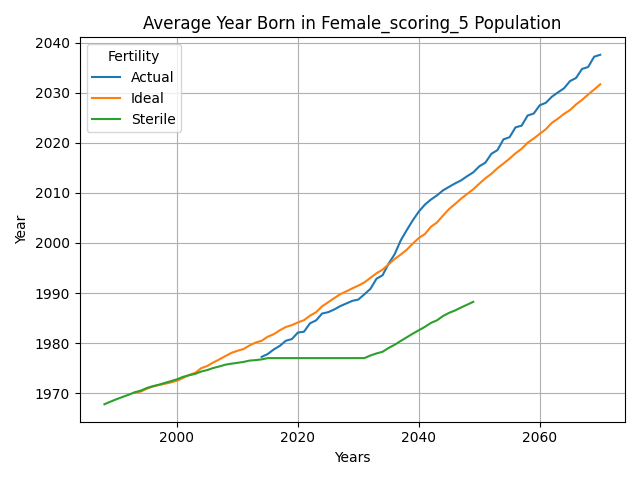 Average Year Born in Female_scoring_5 Population
Fertility
Actual
Ideal
Sterile
2040
2030
2020
2010
2000
1990
1980
1970
Year
2000
2020
2040
2060
Years